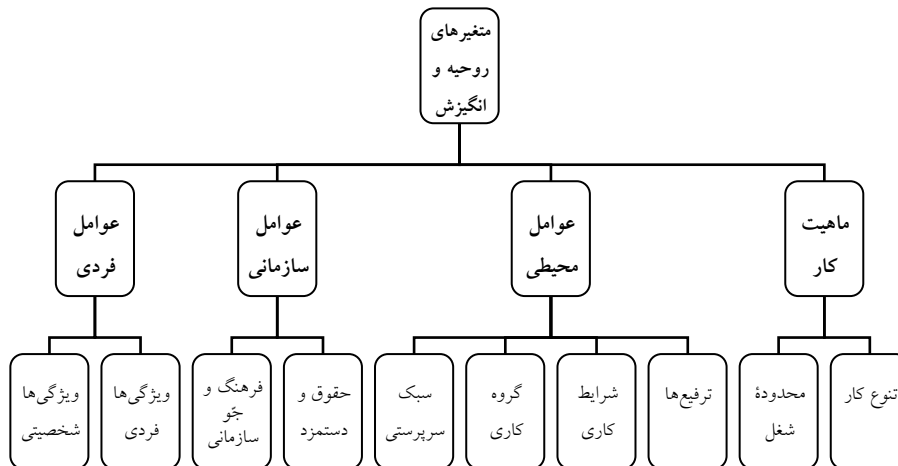 متغیرهای
روحیه و
انگیزش
ماهیت
کار
عوامل
محیطی
عوامل
سازمانی
عوامل
فردی
تنوع کار
محدودهٔ
شغل
ترفیع‌ها
شرایط
کاری
گروه
کاری
سبک
سرپرستی
حقوق و
دستمزد
فرهنگ و
جّو
سازمانی
ویژگی‌ها
فردی
ویژگی‌ها
شخصیتی